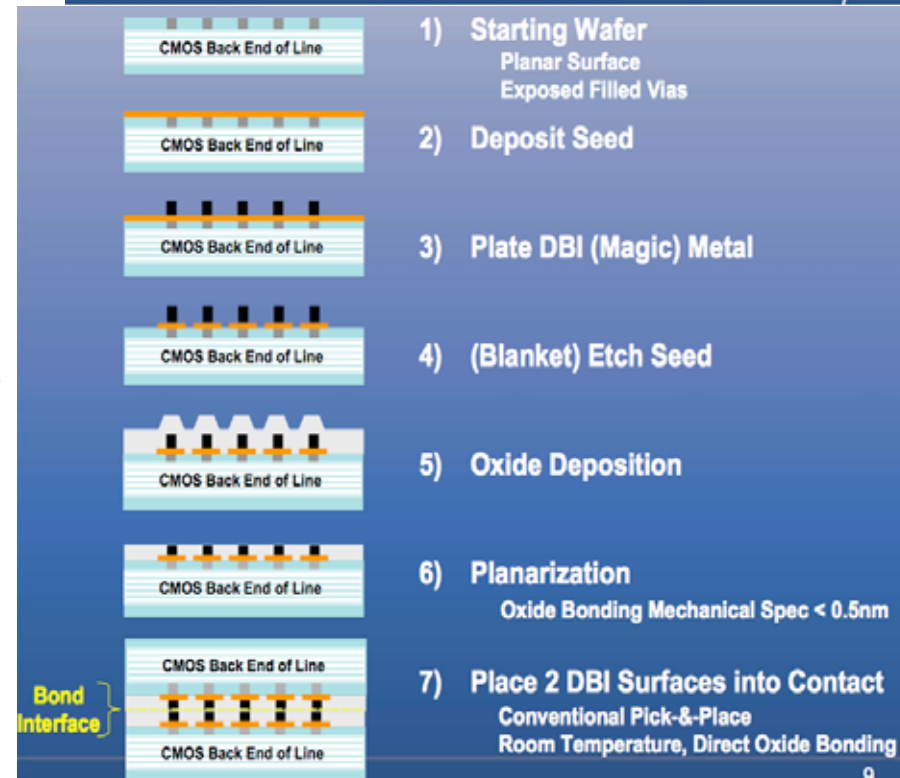 CMOS Back End of Line
1) Starting Wafer
Planar Surface
Exposed Filled Vias
CMOS Back End of Line
2) Deposit Seed
CMOS Back End of Line
3) Plate DBI (Magic) Metal
CMOS Back End of Line
4) (Blanket) Etch Seed
CMOS Back End of Line
5) Oxide Deposition
CMOS Back End of Line
6) Planarization
Oxide Bonding Mechanical Spec < 0.5nm
CMOS Back End of Line
7) Place 2 DBI Surfaces into Contact
Bond
Interface
Conventional Pick-&-Place
Room Temperature, Direct Oxide Bonding
CMOS Back End of Line